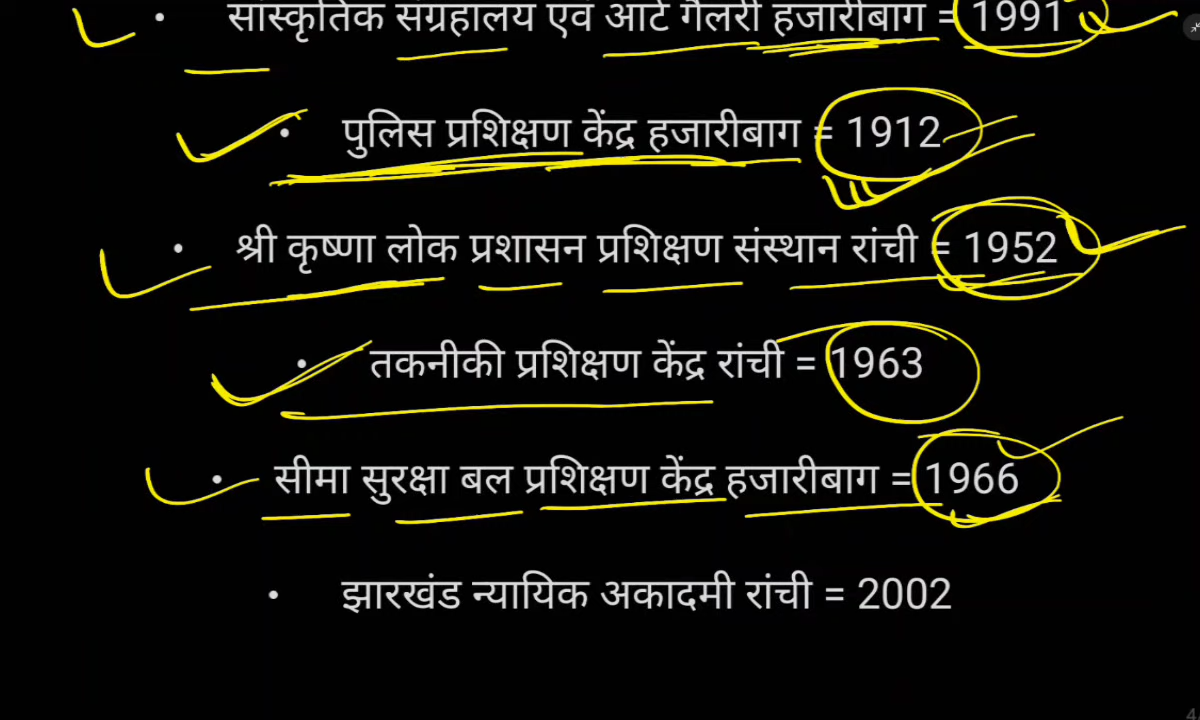 • सांस्कृतिक संग्रहालय एवं आर्ट गैलरी हजारीबाग = 1991
• पुलिस प्रशिक्षण केंद्र हजारीबाग = 1912
• श्री कृष्णा लोक प्रशासन प्रशिक्षण संस्थान रांची = 1952
• तकनीकी प्रशिक्षण केंद्र रांची = 1963
• सीमा सुरक्षा बल प्रशिक्षण केंद्र हजारीबाग = 1966
• झारखंड न्यायिक अकादमी रांची = 2002